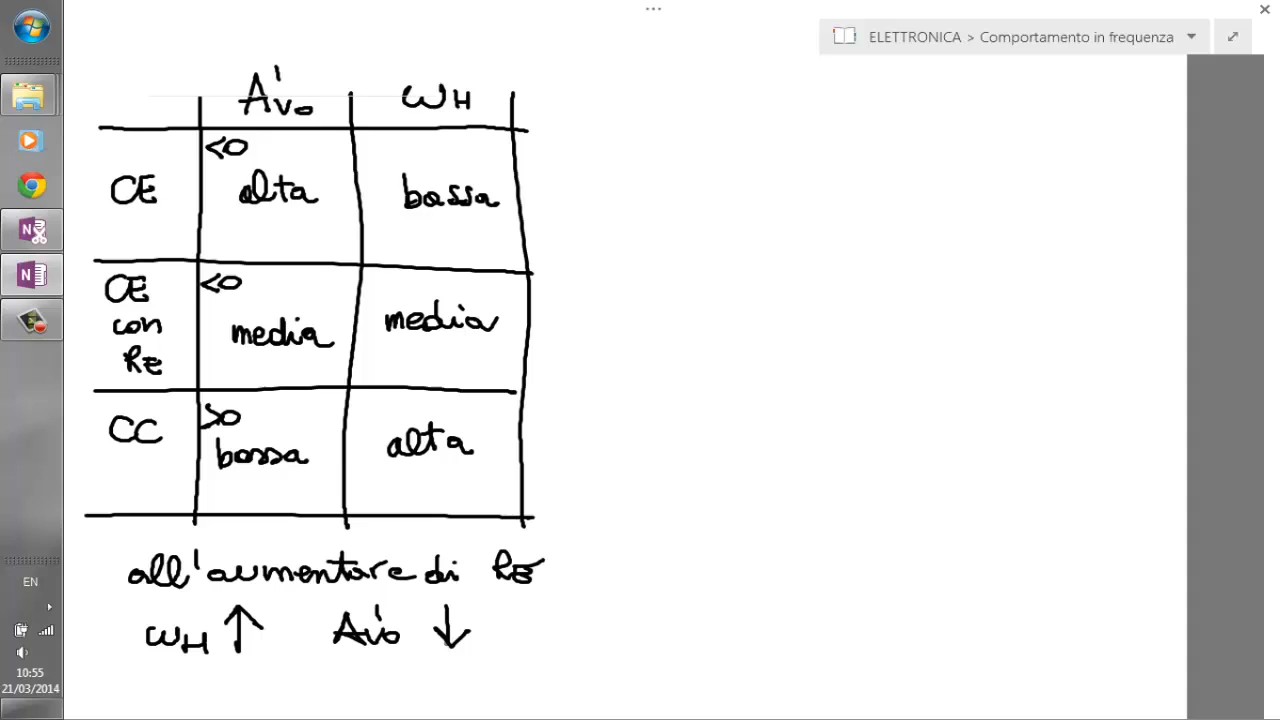 ELETTRONICA > Comportamento in frequenza
A'vo ωH
CE <0 alta bassa
CE con RE <0 media media
CC >0 bassa alta
all'aumentare di RE
ωH ↑ A'vo ↓
EN
10:55
21/03/2014